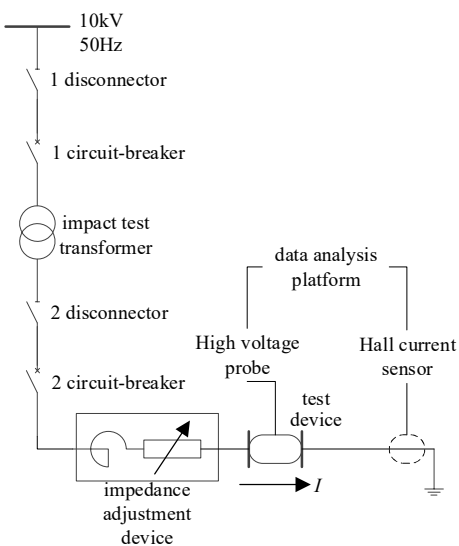 10kV
50Hz
1 disconnector
1 circuit-breaker
impact test
transformer
data analysis
platform
2 disconnector
High voltage
probe
Hall current
sensor
2 circuit-breaker
test
device
I
impedance
adjustment
device